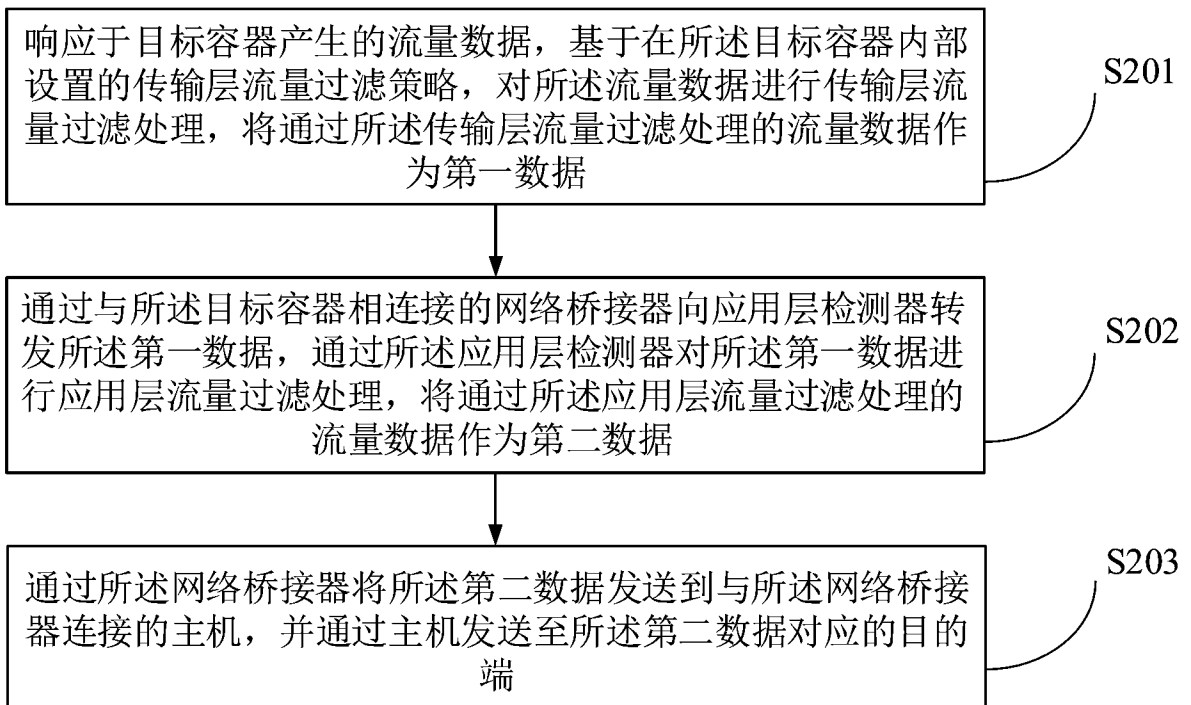 响应于目标容器产生的流量数据，基于在所述目标容器内部
设置的传输层流量过滤策略，对所述流量数据进行传输层流
量过滤处理，将通过所述传输层流量过滤处理的流量数据作
为第一数据
S201
通过与所述目标容器相连接的网络桥接器向应用层检测器转
发所述第一数据，通过所述应用层检测器对所述第一数据进
行应用层流量过滤处理，将通过所述应用层流量过滤处理的
流量数据作为第二数据
S202
通过所述网络桥接器将所述第二数据发送到与所述网络桥接
器连接的主机，并通过主机发送至所述第二数据对应的目的
端
S203